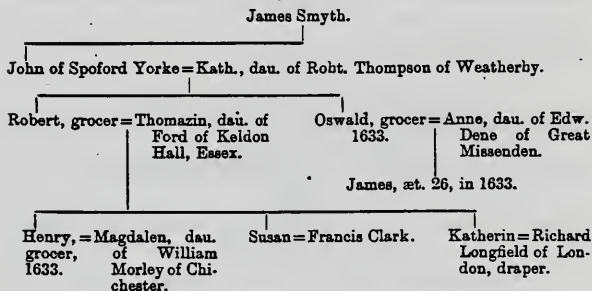 James Smyth.
John of Spoford Yorke=Kath., dau. of Robt. Thompson of Weatherby.
Robert, grocer=Thomazin, dau. of
Ford of Keldon
Hall, Essex.
Oswald, grocer=Anne, dau. of Edw.
1633. Dene of Great
Missenden.
James, æt. 26, in 1633.
Henry,=Magdalen, dau.
grocer, of William
1633. Morley of Chi-
chester.
Susan=Francis Clark.
Katherin=Richard
Longfield of Lon-
don, draper.